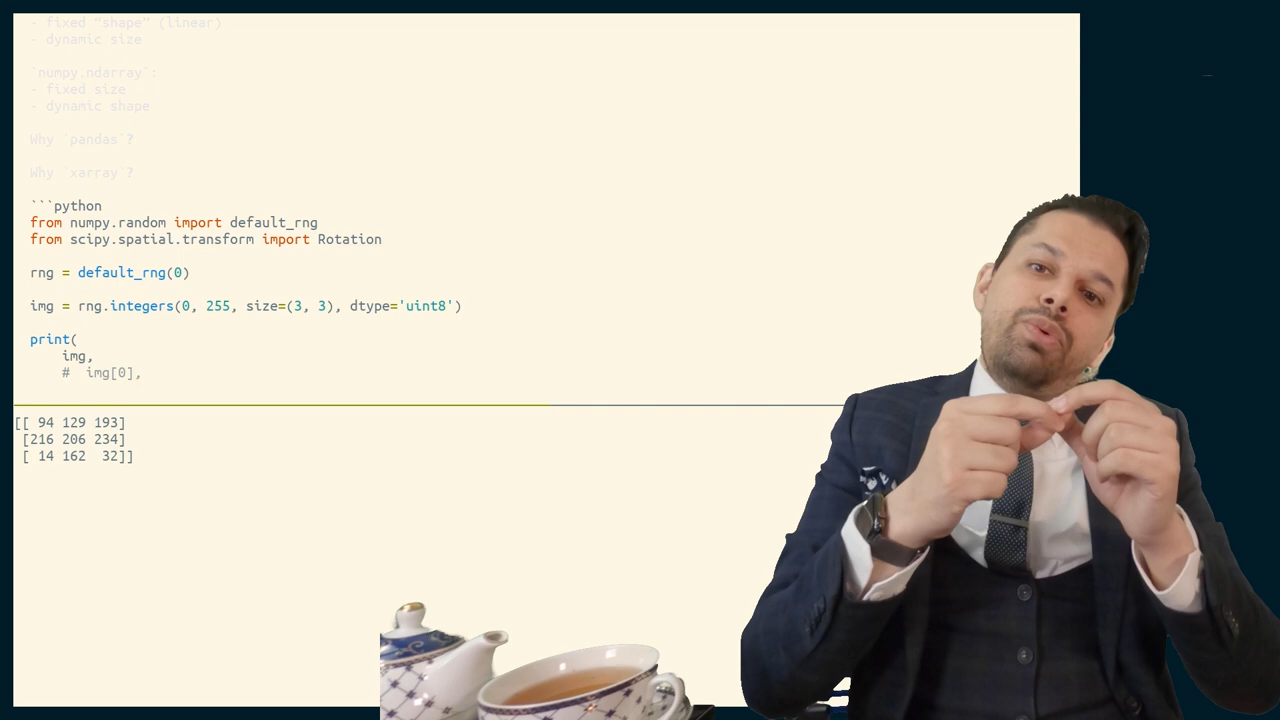 - fixed “shape” (linear)
- dynamic size
`numpy.ndarray`:
- fixed size
- dynamic shape
Why `pandas`?
Why `xarray`?
```python
from numpy.random import default_rng
from scipy.spatial.transform import Rotation
rng = default_rng(0)
img = rng.integers(0, 255, size=(3, 3), dtype='uint8')
print(
    img,
    #  img[0],
[[ 94 129 193]
 [216 206 234]
 [ 14 162  32]]